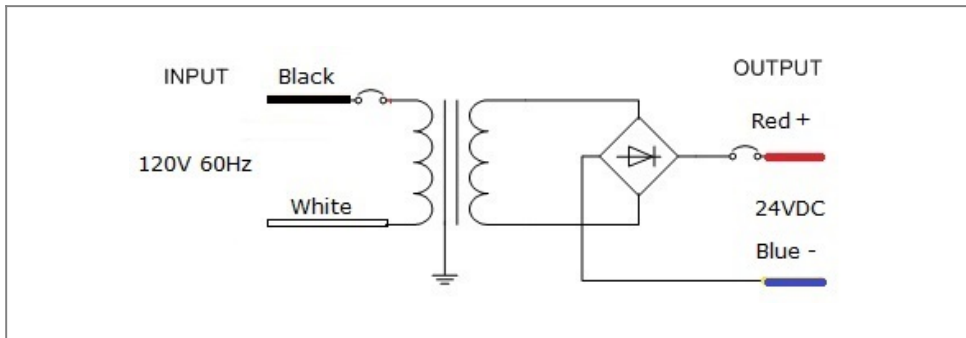 INPUT
Black
120V 60Hz
White
OUTPUT
Red +
24VDC
Blue -